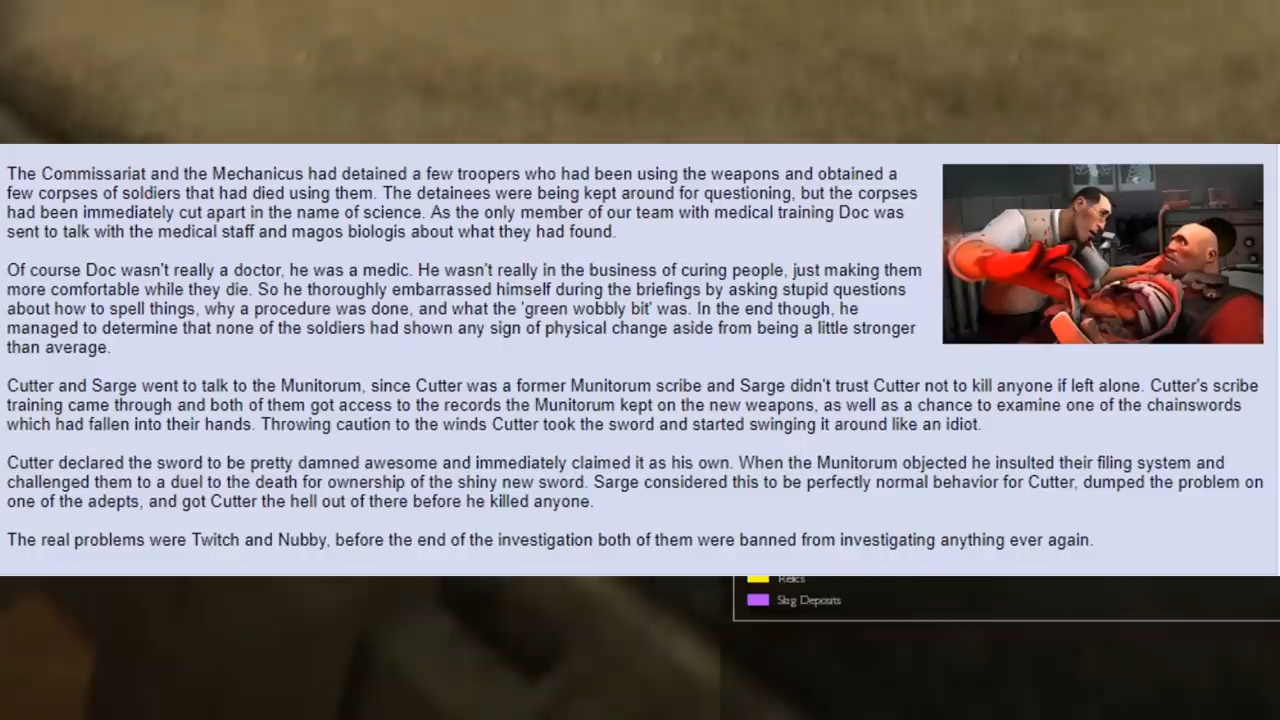 The Commissariat and the Mechanicus had detained a few troopers who had been using the weapons and obtained a
few corpses of soldiers that had died using them. The detainees were being kept around for questioning, but the corpses
had been immediately cut apart in the name of science. As the only member of our team with medical training Doc was
sent to talk with the medical staff and magos biologis about what they had found.
Of course Doc wasn't really a doctor, he was a medic. He wasn't really in the business of curing people, just making them
more comfortable while they die. So he thoroughly embarrassed himself during the briefings by asking stupid questions
about how to spell things, why a procedure was done, and what the 'green wobbly bit' was. In the end though, he
managed to determine that none of the soldiers had shown any sign of physical change aside from being a little stronger
than average.
Cutter and Sarge went to talk to the Munitorum, since Cutter was a former Munitorum scribe and Sarge didn't trust Cutter not to kill anyone if left alone. Cutter's scribe
training came through and both of them got access to the records the Munitorum kept on the new weapons, as well as a chance to examine one of the chainswords
which had fallen into their hands. Throwing caution to the winds Cutter took the sword and started swinging it around like an idiot.
Cutter declared the sword to be pretty damned awesome and immediately claimed it as his own. When the Munitorum objected he insulted their filing system and
challenged them to a duel to the death for ownership of the shiny new sword. Sarge considered this to be perfectly normal behavior for Cutter, dumped the problem on
one of the adepts, and got Cutter the hell out of there before he killed anyone.
The real problems were Twitch and Nubby, before the end of the investigation both of them were banned from investigating anything ever again.
Relics
Slag Deposits